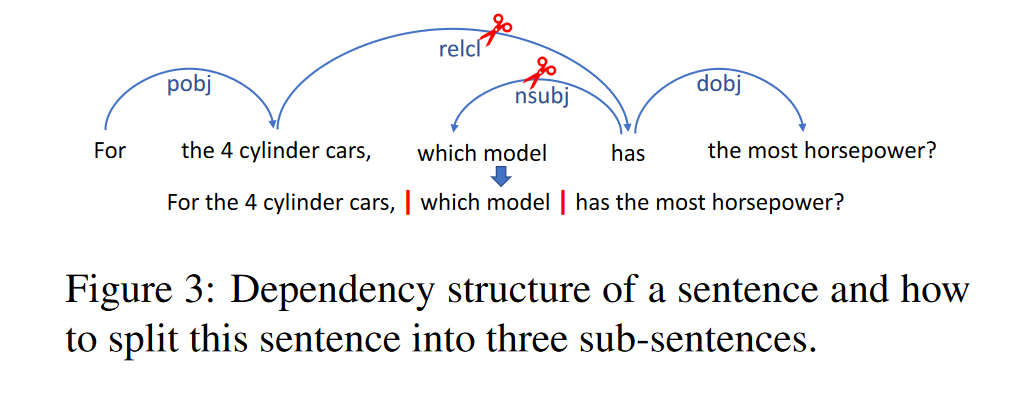 relcl
pobj
nsubj
dobj
For the 4 cylinder cars, which model has the most horsepower?
For the 4 cylinder cars, | which model | has the most horsepower?
Figure 3: Dependency structure of a sentence and how
to split this sentence into three sub-sentences.